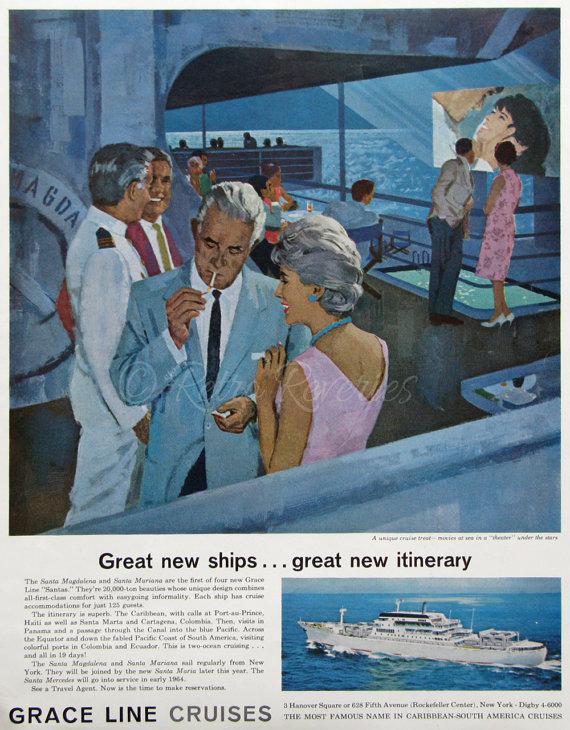 MAGDA
© Retro Reveries
A unique cruise treat—movies at sea in a "theater" under the stars
Great new ships...great new itinerary
The Santa Magdalena and Santa Mariana are the first of four new Grace
Line "Santas." They're 20,000-ton beauties whose unique design combines
all-first-class comfort with easygoing informality. Each ship has cruise
accommodations for just 125 guests.
The itinerary is superb. The Caribbean, with calls at Port-au-Prince,
Haiti as well as Santa Marta and Cartagena, Colombia. Then, visits in
Panama and a passage through the Canal into the blue Pacific. Across
the Equator and down the fabled Pacific Coast of South America, visiting
colorful ports in Colombia and Ecuador. This is two-ocean cruising...
and all in 19 days!
The Santa Magdalena and Santa Mariana sail regularly from New
York. They will be joined by the new Santa Maria later this year. The
Santa Mercedes will go into service in early 1964.
See a Travel Agent. Now is the time to make reservations.
GRACE LINE CRUISES
3 Hanover Square or 628 Fifth Avenue (Rockefeller Center), New York - Digby 4-6000
THE MOST FAMOUS NAME IN CARIBBEAN-SOUTH AMERICA CRUISES